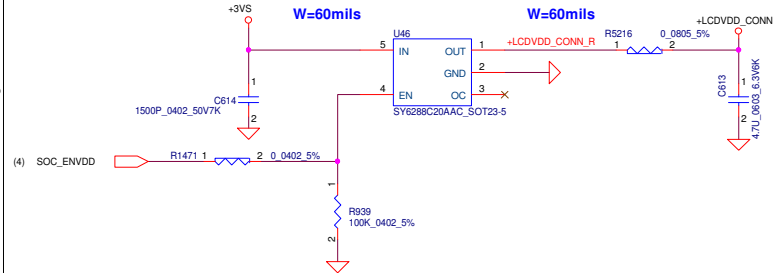 +3VS
W=60mils
W=60mils
+LCDVDD_CONN
U46
5 IN OUT 1
+LCDVDD_CONN_R
R5216 0_0805_5%
1 2
GND 2
4 EN OC 3
SY6288C20AAC_SOT23-5
1
C614
1500P_0402_50V7K
2
1
C613
4.7U_0603_6.3V6K
2
(4) SOC_ENVDD
R1471 1 2 0_0402_5%
1
R939
100K_0402_5%
2